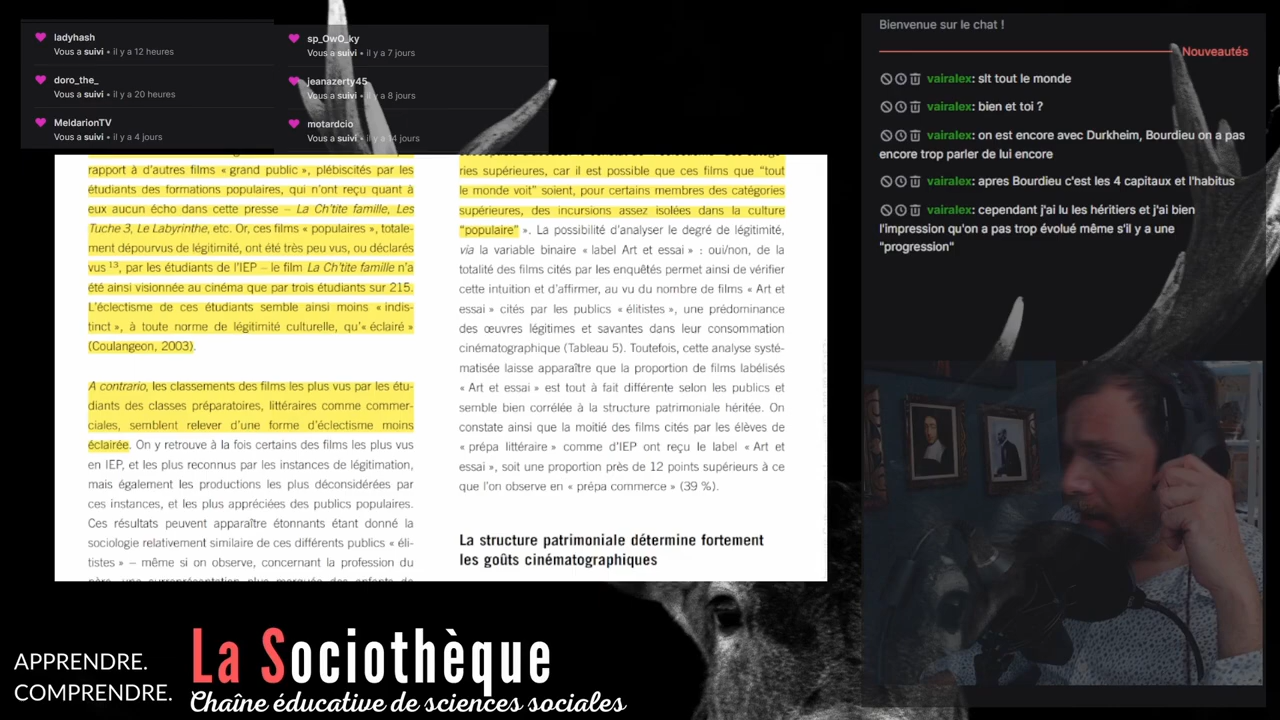 ladyhash
Vous a suivi • il y a 12 heures
doro_the_
Vous a suivi • il y a 20 heures
MeldarionTV
Vous a suivi • il y a 4 jours
sp_OwO_ky
Vous a suivi • il y a 7 jours
jeanazerty45
Vous a suivi • il y a 8 jours
motardcio
Vous a suivi • il y a 14 jours
rapport à d'autres films « grand public », plébiscités par les
étudiants des formations populaires, qui n'ont reçu quant à
eux aucun écho dans cette presse – La Ch'tite famille, Les
Tuche 3, Le Labyrinthe, etc. Or, ces films « populaires », totale-
ment dépourvus de légitimité, ont été très peu vus, ou déclarés
vus 13, par les étudiants de l'IEP – le film La Ch'tite famille n'a
été ainsi visionnée au cinéma que par trois étudiants sur 215.
L'éclectisme de ces étudiants semble ainsi moins « indis-
tinct », à toute norme de légitimité culturelle, qu'« éclairé »
(Coulangeon, 2003).
A contrario, les classements des films les plus vus par les étu-
diants des classes préparatoires, littéraires comme commer-
ciales, semblent relever d'une forme d'éclectisme moins
éclairée. On y retrouve à la fois certains des films les plus vus
en IEP, et les plus reconnus par les instances de légitimation,
mais également les productions les plus déconsidérées par
ces instances, et les plus appréciées des publics populaires.
Ces résultats peuvent apparaître étonnants étant donné la
sociologie relativement similaire de ces différents publics « éli-
tistes » – même si on observe, concernant la profession du
ries supérieures, car il est possible que ces films que “tout
le monde voit” soient, pour certains membres des catégories
supérieures, des incursions assez isolées dans la culture
“populaire” ». La possibilité d'analyser le degré de légitimité,
via la variable binaire « label Art et essai » : oui/non, de la
totalité des films cités par les enquêtés permet ainsi de vérifier
cette intuition et d'affirmer, au vu du nombre de films « Art et
essai » cités par les publics « élitistes », une prédominance
des œuvres légitimes et savantes dans leur consommation
cinématographique (Tableau 5). Toutefois, cette analyse systé-
matisée laisse apparaître que la proportion de films labélisés
« Art et essai » est tout à fait différente selon les publics et
semble bien corrélée à la structure patrimoniale héritée. On
constate ainsi que la moitié des films cités par les élèves de
« prépa littéraire » comme d'IEP ont reçu le label « Art et
essai », soit une proportion près de 12 points supérieurs à ce
que l'on observe en « prépa commerce » (39 %).
La structure patrimoniale détermine fortement
les goûts cinématographiques
Bienvenue sur le chat !
Nouveautés
vairalex: slt tout le monde
vairalex: bien et toi ?
vairalex: on est encore avec Durkheim, Bourdieu on a pas
encore trop parler de lui encore
vairalex: apres Bourdieu c'est les 4 capitaux et l'habitus
vairalex: cependant j'ai lu les héritiers et j'ai bien
l'impression qu'on a pas trop évolué même s'il y a une
"progression"
APPRENDRE.
COMPRENDRE.
La Sociothèque
Chaîne éducative de sciences sociales